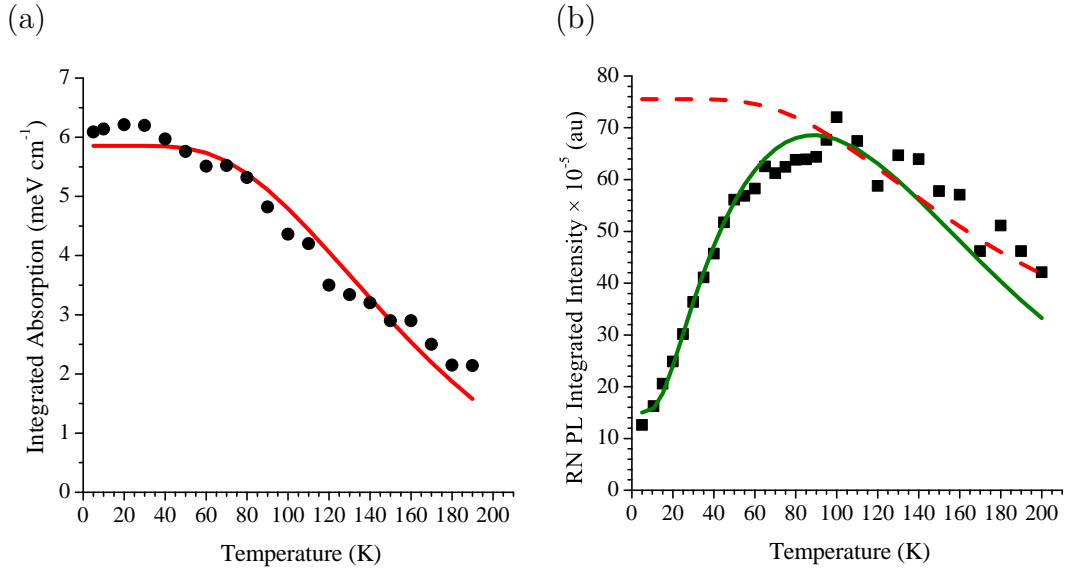 (a)
(b)
Integrated Absorption (meV cm⁻¹)
7
6
5
4
3
2
1
0
0 20 40 60 80 100 120 140 160 180 200
Temperature (K)
RN PL Integrated Intensity × 10⁻⁵ (au)
80
70
60
50
40
30
20
10
0
0 20 40 60 80 100 120 140 160 180 200
Temperature (K)